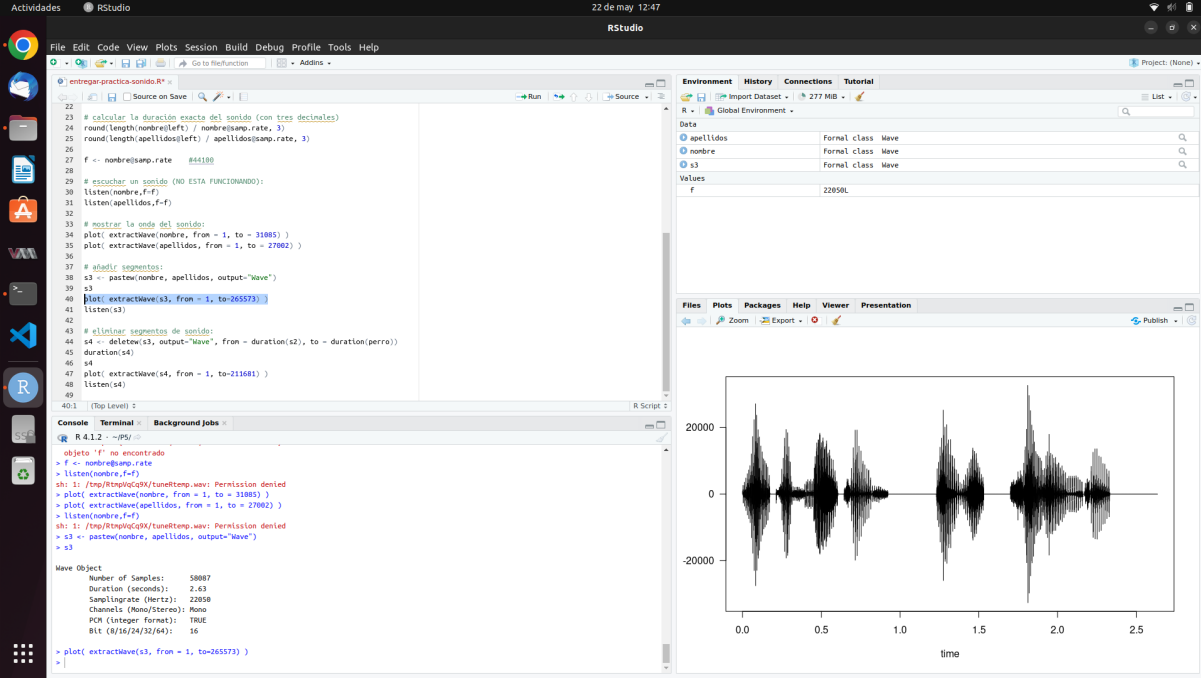 Actividades
RStudio
22 de may 12:47
RStudio
File Edit Code View Plots Session Build Debug Profile Tools Help
Go to file/function
Addins
Project: (None)
entregar-practica-sonido.R*
Source on Save
Run
Source
22
23 # calcular la duración exacta del sonido (con tres decimales)
24 round(length(nombre@left) / nombre@samp.rate, 3)
25 round(length(apellidos@left) / apellidos@samp.rate, 3)
26
27 f <- nombre@samp.rate #44100
28
29 # escuchar un sonido (NO ESTA FUNCIONANDO):
30 listen(nombre,f=f)
31 listen(apellidos,f=f)
32
33 # mostrar la onda del sonido:
34 plot( extractWave(nombre, from = 1, to = 31085) )
35 plot( extractWave(apellidos, from = 1, to = 27002) )
36
37 # añadir segmentos:
38 s3 <- pastew(nombre, apellidos, output="Wave")
39 s3
40 plot( extractWave(s3, from = 1, to=265573) )
41 listen(s3)
42
43 # eliminar segmentos de sonido:
44 s4 <- deletew(s3, output="Wave", from = duration(s2), to = duration(perro))
45 duration(s4)
46 s4
47 plot( extractWave(s4, from = 1, to=211681) )
48 listen(s4)
49
40:1 (Top Level)
R Script
Console Terminal Background Jobs
R 4.1.2 · ~/P5/
objeto 'f' no encontrado
> f <- nombre@samp.rate
> listen(nombre,f=f)
sh: 1: /tmp/RtmpVqCq9X/tuneRtemp.wav: Permission denied
> plot( extractWave(nombre, from = 1, to = 31085) )
> plot( extractWave(apellidos, from = 1, to = 27002) )
> listen(nombre,f=f)
sh: 1: /tmp/RtmpVqCq9X/tuneRtemp.wav: Permission denied
> s3 <- pastew(nombre, apellidos, output="Wave")
> s3
Wave Object
Number of Samples: 58087
Duration (seconds): 2.63
Samplingrate (Hertz): 22050
Channels (Mono/Stereo): Mono
PCM (integer format): TRUE
Bit (8/16/24/32/64): 16
> plot( extractWave(s3, from = 1, to=265573) )
>
Environment History Connections Tutorial
Import Dataset
277 MiB
List
R
Global Environment
Data
apellidos Formal class Wave
nombre Formal class Wave
s3 Formal class Wave
Values
f 22050L
Files Plots Packages Help Viewer Presentation
Zoom
Export
Publish
20000
0
-20000
0.0 0.5 1.0 1.5 2.0 2.5
time